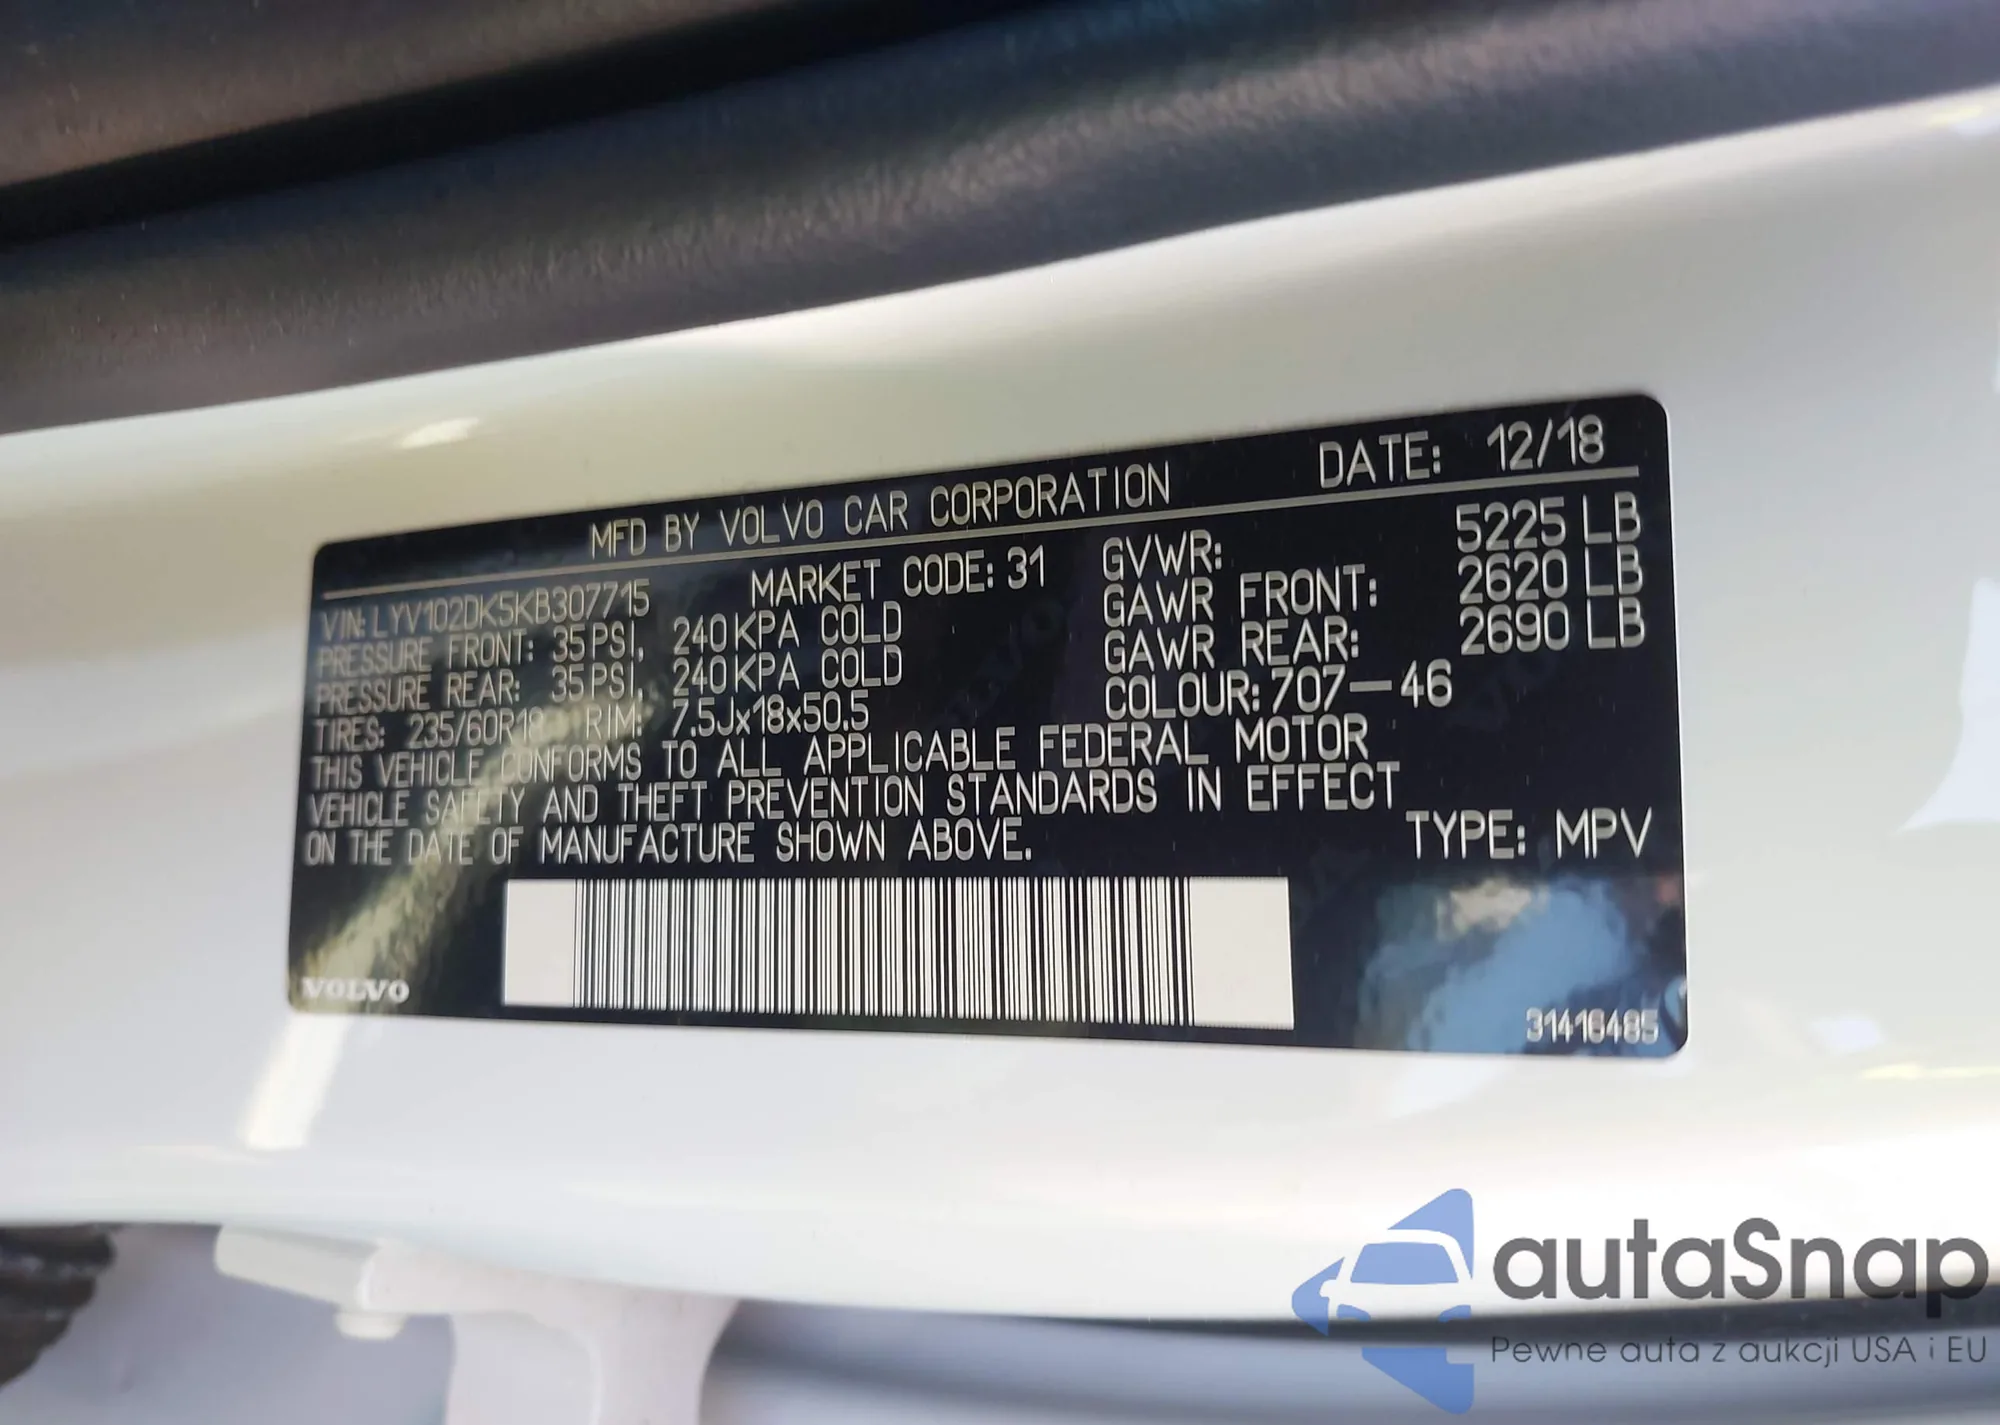 MFD BY VOLVO CAR CORPORATION DATE: 12/18
VIN: LYV102DK5KB307715 MARKET CODE: 31 GVWR: 5225 LB
PRESSURE FRONT: 35 PSI, 240 KPA COLD GAWR FRONT: 2620 LB
PRESSURE REAR: 35 PSI, 240 KPA COLD GAWR REAR: 2690 LB
TIRES: 235/60R18 RIM: 7.5Jx18x50.5 COLOUR: 707-46
THIS VEHICLE CONFORMS TO ALL APPLICABLE FEDERAL MOTOR
VEHICLE SAFETY AND THEFT PREVENTION STANDARDS IN EFFECT
ON THE DATE OF MANUFACTURE SHOWN ABOVE. TYPE: MPV
VOLVO
31416485
autaSnap
Pewne auta z aukcji USA i EU